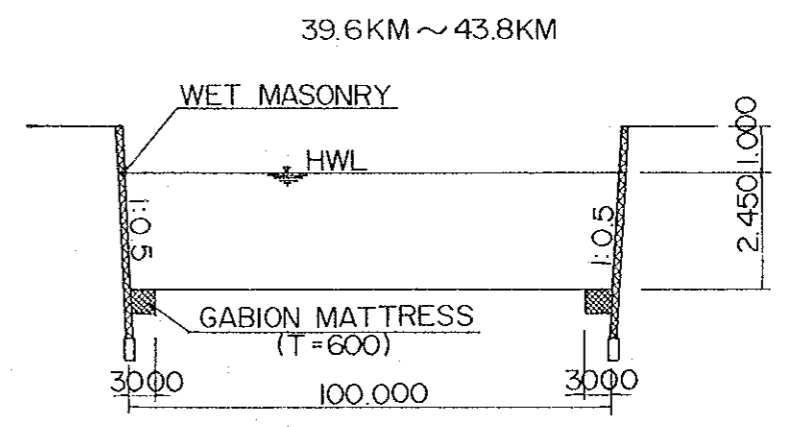 39.6KM～43.8KM
WET MASONRY
HWL
1:0.5
1:0.5
1.000
2.450
GABION MATTRESS
(T=600)
3000
3000
100.000